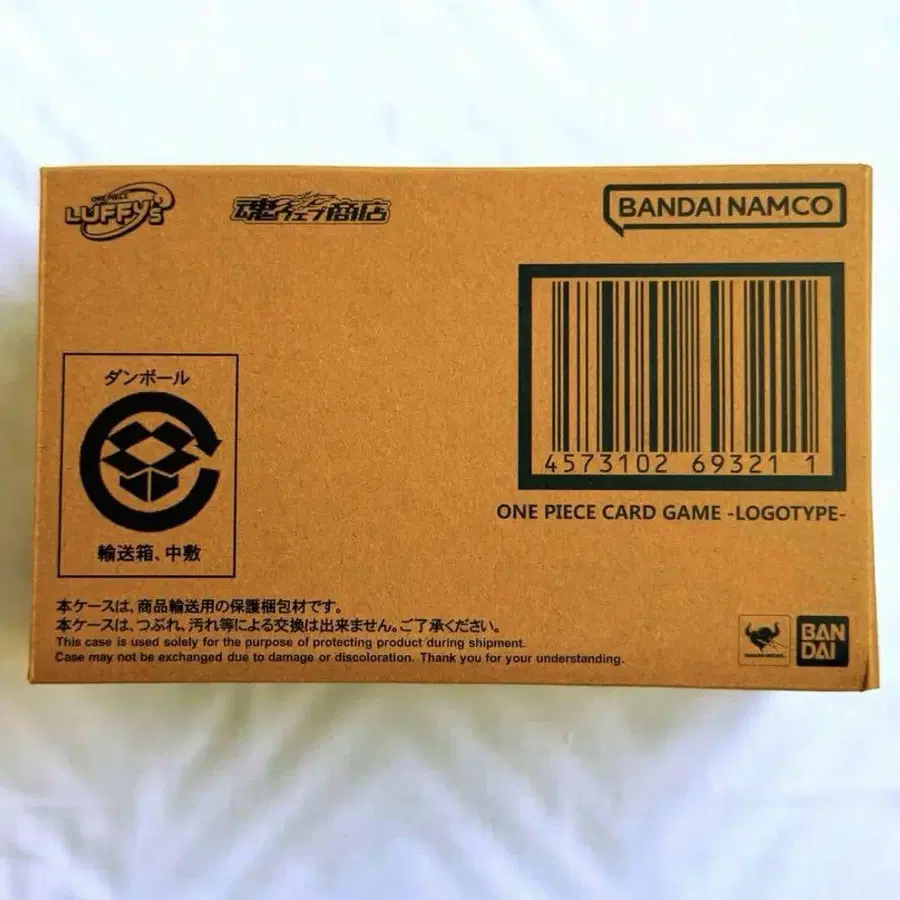 ONE PIECE
LUFFY's
魂ウェブ商店
BANDAI NAMCO
4573102 69321 1
ONE PIECE CARD GAME -LOGOTYPE-
ダンボール
輸送箱、中敷
本ケースは、商品輸送用の保護梱包材です。
本ケースは、つぶれ、汚れ等による交換は出来ません。ご了承ください。
This case is used solely for the purpose of protecting product during shipment.
Case may not be exchanged due to damage or discoloration. Thank you for your understanding.
BAN
DAI